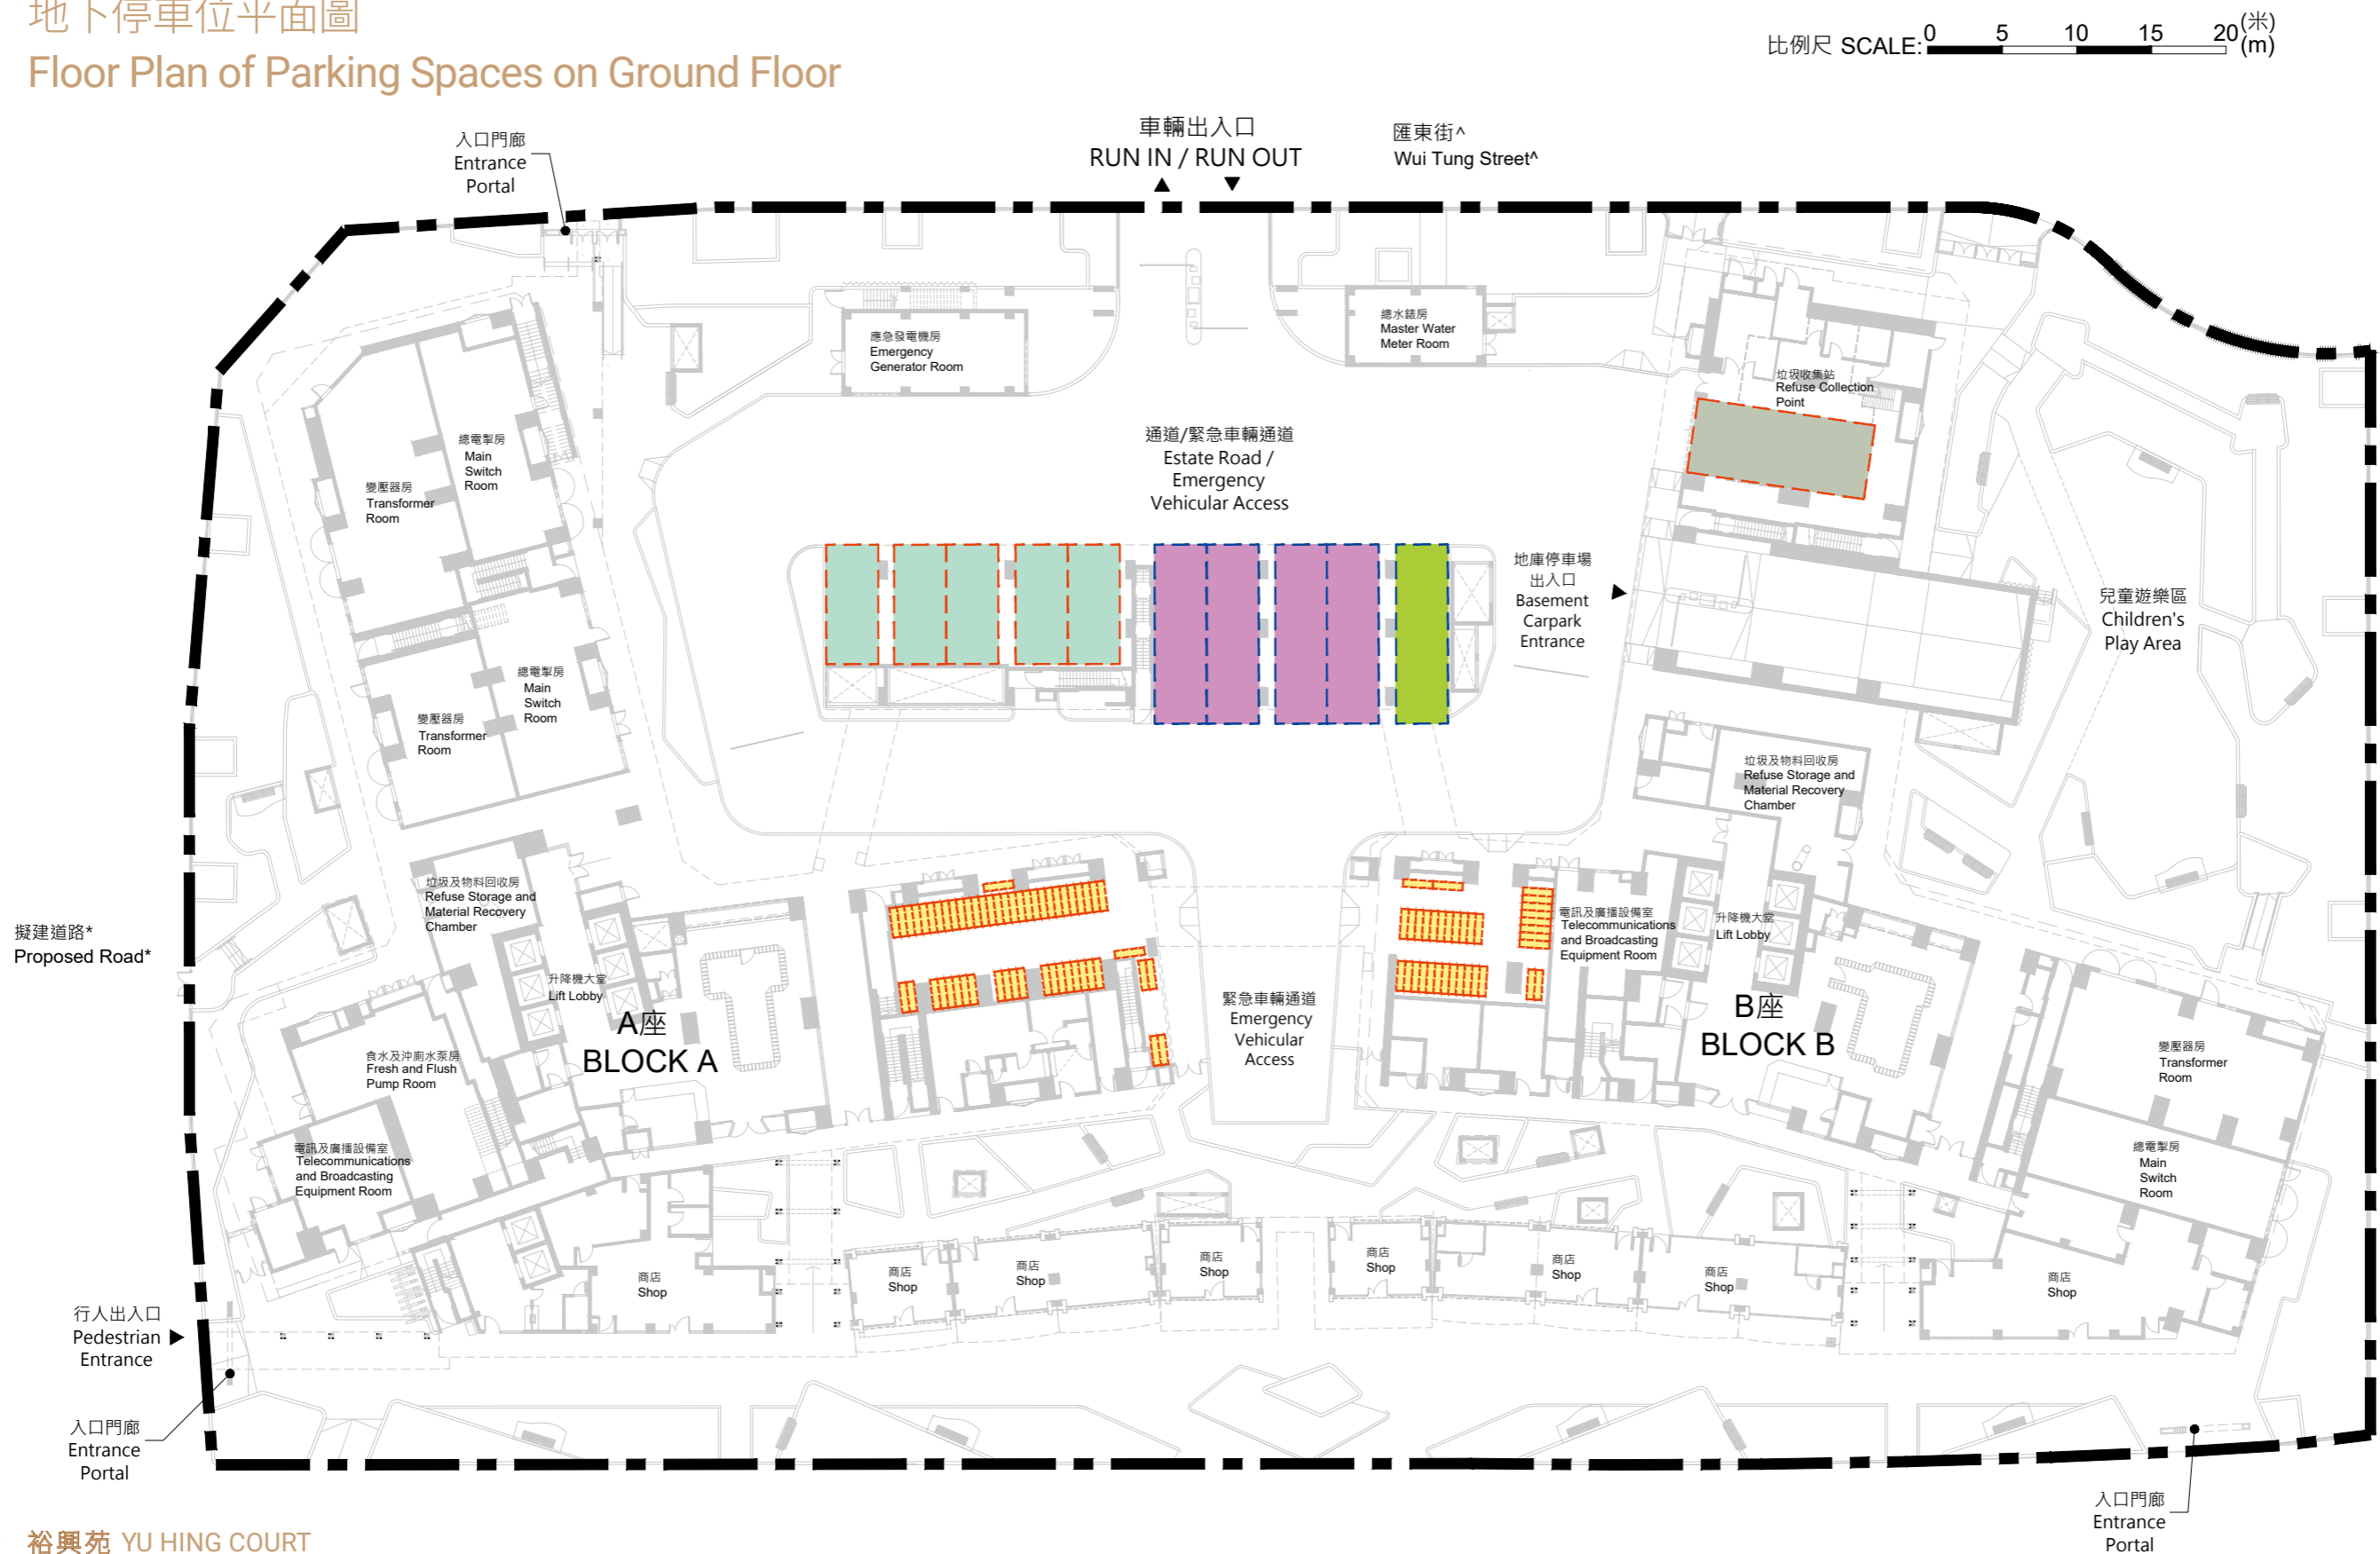 地下停車位平面圖
Floor Plan of Parking Spaces on Ground Floor
比例尺 SCALE:
0 5 10 15 20
(米)
(m)
入口門廊
Entrance
Portal
車輛出入口
RUN IN / RUN OUT
匯東街^
Wui Tung Street^
應急發電機房
Emergency
Generator Room
總水錶房
Master Water
Meter Room
垃圾收集站
Refuse Collection
Point
總電掣房
Main
Switch
Room
變壓器房
Transformer
Room
通道/緊急車輛通道
Estate Road /
Emergency
Vehicular Access
地庫停車場
出入口
Basement
Carpark
Entrance
兒童遊樂區
Children's
Play Area
總電掣房
Main
Switch
Room
變壓器房
Transformer
Room
垃圾及物料回收房
Refuse Storage and
Material Recovery
Chamber
垃圾及物料回收房
Refuse Storage and
Material Recovery
Chamber
擬建道路*
Proposed Road*
升降機大堂
Lift Lobby
A座
BLOCK A
電訊及廣播設備室
Telecommunications
and Broadcasting
Equipment Room
升降機大堂
Lift Lobby
B座
BLOCK B
緊急車輛通道
Emergency
Vehicular
Access
食水及沖廁水泵房
Fresh and Flush
Pump Room
變壓器房
Transformer
Room
電訊及廣播設備室
Telecommunications
and Broadcasting
Equipment Room
總電掣房
Main
Switch
Room
商店
Shop
商店
Shop
商店
Shop
商店
Shop
商店
Shop
商店
Shop
商店
Shop
商店
Shop
行人出入口
Pedestrian
Entrance
入口門廊
Entrance
Portal
入口門廊
Entrance
Portal
裕興苑 YU HING COURT